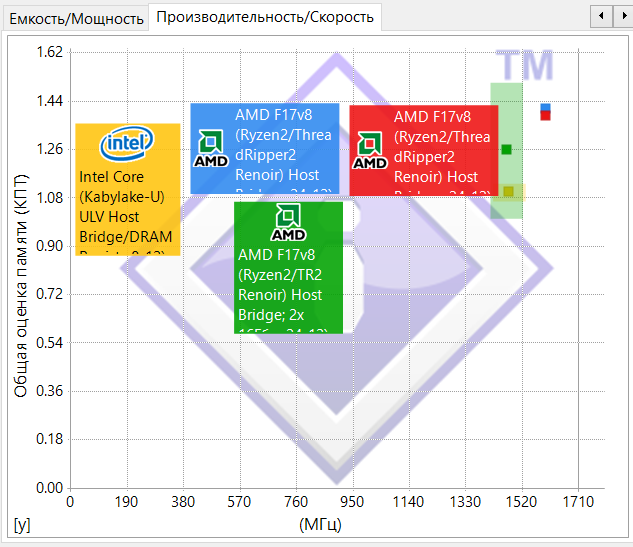 Емкость/Мощность
Производительность/Скорость
TM
Общая оценка памяти (КПТ)
1.62
1.44
1.26
1.08
0.90
0.72
0.54
0.36
0.18
0.00
intel
Intel Core
(Kabylake-U)
ULV Host
Bridge/DRAM
AMD
AMD F17v8
(Ryzen2/Threa
dRipper2
Renoir) Host
AMD
AMD F17v8
(Ryzen2/Threa
dRipper2
Renoir) Host
AMD
AMD F17v8
(Ryzen2/TR2
Renoir) Host
Bridge; 2x
0 190 380 570 760 950 1140 1330 1520 1710
[y]
(МГц)